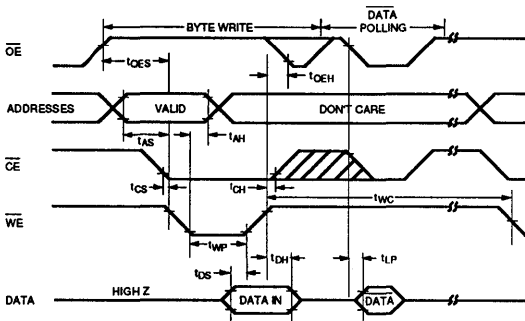 BYTE WRITE
DATA
POLLING
OE
tOES
tOEH
ADDRESSES
VALID
DON'T CARE
tAS
tAH
CE
tCS
tCH
tWC
WE
tWP
tDS
tDH
tLP
DATA
HIGH Z
DATA IN
DATA